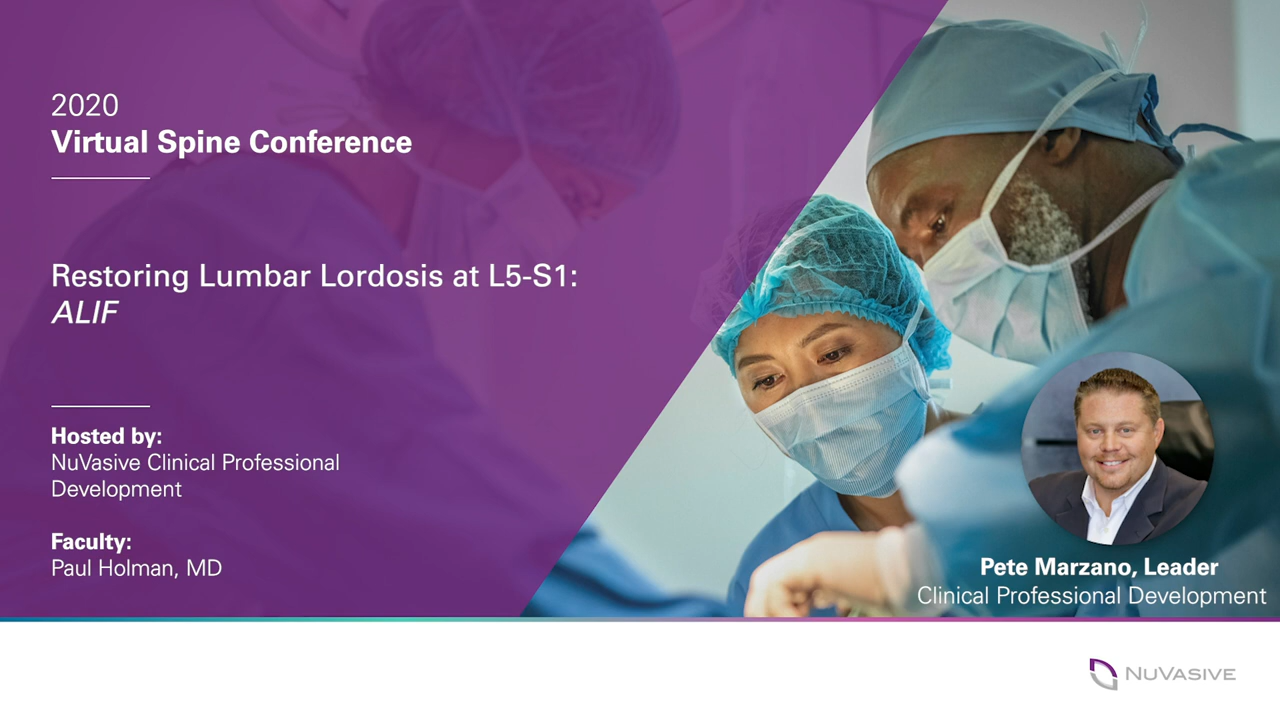 2020
Virtual Spine Conference
Restoring Lumbar Lordosis at L5-S1:
ALIF
Hosted by:
NuVasive Clinical Professional
Development
Faculty:
Paul Holman, MD
Pete Marzano, Leader
Clinical Professional Development
NUVASIVE